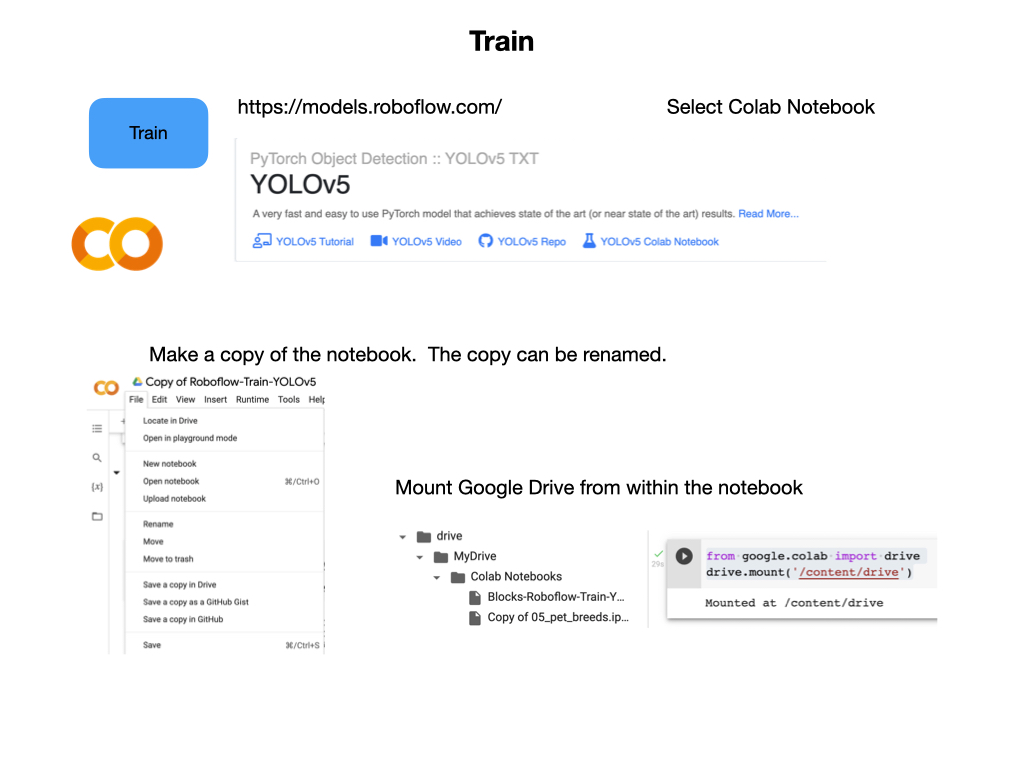 Train
Train
https://models.roboflow.com/
Select Colab Notebook
PyTorch Object Detection :: YOLOv5 TXT
YOLOv5
A very fast and easy to use PyTorch model that achieves state of the art (or near state of the art) results. Read More...
YOLOv5 Tutorial YOLOv5 Video YOLOv5 Repo YOLOv5 Colab Notebook
Make a copy of the notebook.  The copy can be renamed.
Copy of Roboflow-Train-YOLOv5
File Edit View Insert Runtime Tools Help
Locate in Drive
Open in playground mode
New notebook
Open notebook ⌘/Ctrl+O
Upload notebook
Rename
Move
Move to trash
Save a copy in Drive
Save a copy as a GitHub Gist
Save a copy in GitHub
Save ⌘/Ctrl+S
{x}
Mount Google Drive from within the notebook
drive
MyDrive
Colab Notebooks
Blocks-Roboflow-Train-Y...
Copy of 05_pet_breeds.ip...
29s
from google.colab import drive
drive.mount('/content/drive')
Mounted at /content/drive